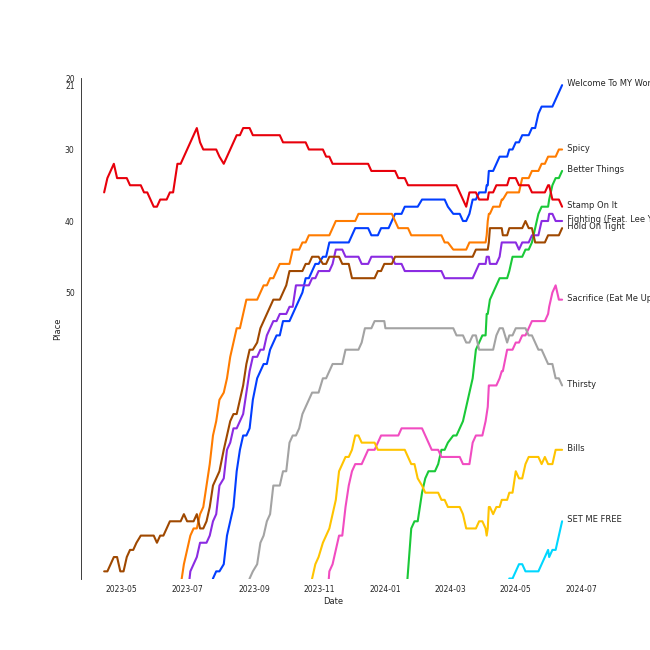 20
21
Welcome To MY Wor
30
Spicy
Better Things
Stamp On It
40
Fighting (Feat. Lee Y
Hold On Tight
50
Sacrifice (Eat Me Up
Place
Thirsty
Bills
SET ME FREE
2023-05
2023-07
2023-09
2023-11
2024-01
2024-03
2024-05
2024-07
Date